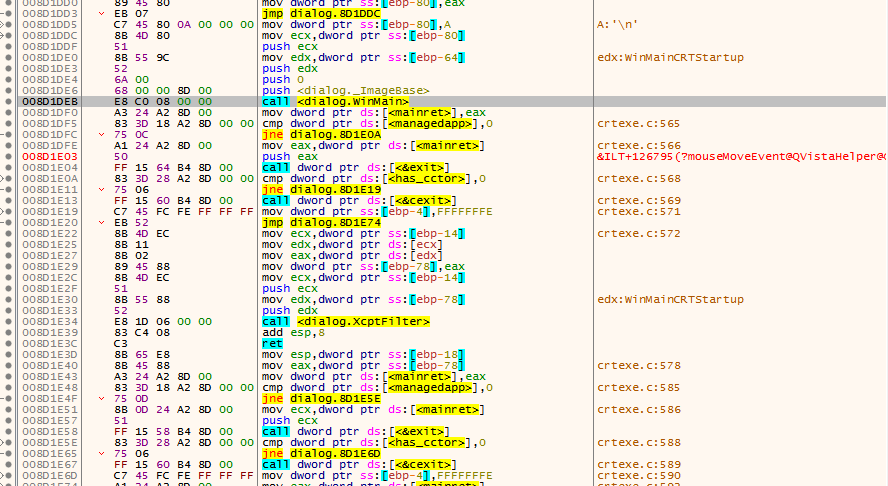 008D1DD0 89 45 80 mov dword ptr ss:[ebp-80],eax
008D1DD3 EB 07 jmp dialog.8D1DDC
008D1DD5 C7 45 80 0A 00 00 00 mov dword ptr ss:[ebp-80],A A:'\n'
008D1DDC 8B 4D 80 mov ecx,dword ptr ss:[ebp-80]
008D1DDF 51 push ecx
008D1DE0 8B 55 9C mov edx,dword ptr ss:[ebp-64] edx:WinMainCRTStartup
008D1DE3 52 push edx
008D1DE4 6A 00 push 0
008D1DE6 68 00 00 8D 00 push <dialog._ImageBase>
008D1DEB E8 C0 08 00 00 call <dialog.WinMain>
008D1DF0 A3 24 A2 8D 00 mov dword ptr ds:[<mainret>],eax
008D1DF5 83 3D 18 A2 8D 00 00 cmp dword ptr ds:[<managedapp>],0 crtexe.c:565
008D1DFC 75 0C jne dialog.8D1E0A
008D1DFE A1 24 A2 8D 00 mov eax,dword ptr ds:[<mainret>] crtexe.c:566
008D1E03 50 push eax &ILT+126795(?mouseMoveEvent@QVistaHelper@
008D1E04 FF 15 64 B4 8D 00 call dword ptr ds:[<&exit>]
008D1E0A 83 3D 28 A2 8D 00 00 cmp dword ptr ds:[<has_cctor>],0 crtexe.c:568
008D1E11 75 06 jne dialog.8D1E19
008D1E13 FF 15 60 B4 8D 00 call dword ptr ds:[<&cexit>] crtexe.c:569
008D1E19 C7 45 FC FE FF FF FF mov dword ptr ss:[ebp-4],FFFFFFFE crtexe.c:571
008D1E20 EB 52 jmp dialog.8D1E74
008D1E22 8B 4D EC mov ecx,dword ptr ss:[ebp-14] crtexe.c:572
008D1E25 8B 11 mov edx,dword ptr ds:[ecx]
008D1E27 8B 02 mov eax,dword ptr ds:[edx]
008D1E29 89 45 88 mov dword ptr ss:[ebp-78],eax
008D1E2C 8B 4D EC mov ecx,dword ptr ss:[ebp-14]
008D1E2F 51 push ecx
008D1E30 8B 55 88 mov edx,dword ptr ss:[ebp-78] edx:WinMainCRTStartup
008D1E33 52 push edx
008D1E34 E8 1D 06 00 00 call <dialog.XcptFilter>
008D1E39 83 C4 08 add esp,8
008D1E3C C3 ret
008D1E3D 8B 65 E8 mov esp,dword ptr ss:[ebp-18]
008D1E40 8B 45 88 mov eax,dword ptr ss:[ebp-78] crtexe.c:578
008D1E43 A3 24 A2 8D 00 mov dword ptr ds:[<mainret>],eax
008D1E48 83 3D 18 A2 8D 00 00 cmp dword ptr ds:[<managedapp>],0 crtexe.c:585
008D1E4F 75 0D jne dialog.8D1E5E
008D1E51 8B 0D 24 A2 8D 00 mov ecx,dword ptr ds:[<mainret>] crtexe.c:586
008D1E57 51 push ecx
008D1E58 FF 15 58 B4 8D 00 call dword ptr ds:[<&exit>]
008D1E5E 83 3D 28 A2 8D 00 00 cmp dword ptr ds:[<has_cctor>],0 crtexe.c:588
008D1E65 75 06 jne dialog.8D1E6D
008D1E67 FF 15 60 B4 8D 00 call dword ptr ds:[<&cexit>] crtexe.c:589
008D1E6D C7 45 FC FE FF FF FF mov dword ptr ss:[ebp-4],FFFFFFFE crtexe.c:590